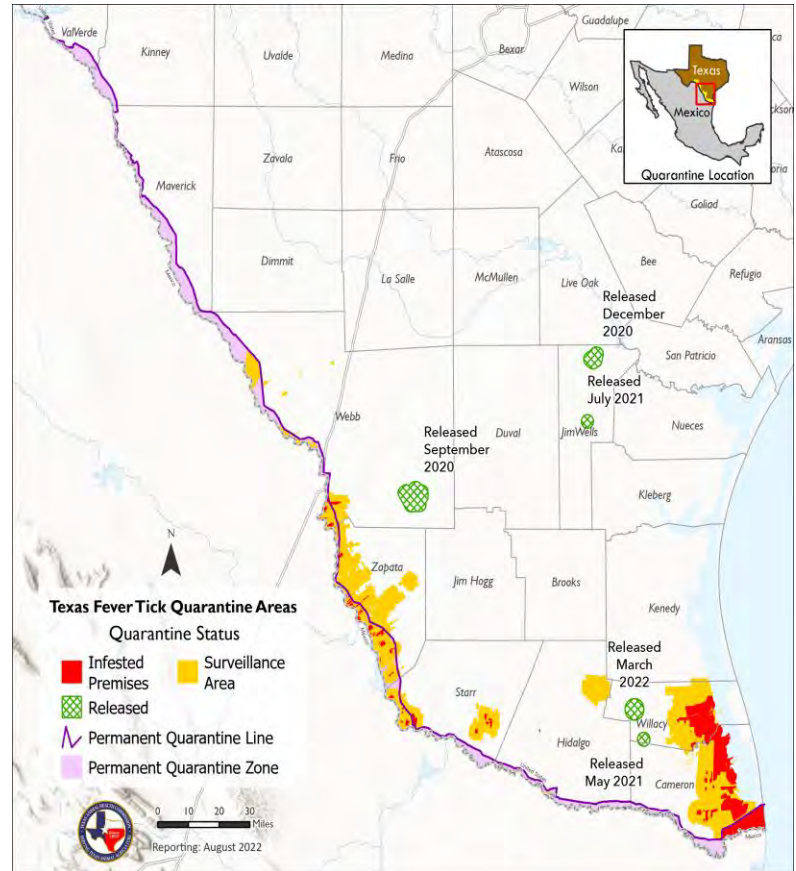 ValVerde
Kinney
Uvalde
Medina
Bexar
Guadalupe
Wilson
Texas
Mexico
Quarantine Location
Maverick
Zavala
Frio
Atascosa
Goliad
Dimmit
La Salle
McMullen
Live Oak
Bee
Refugio
Released
December
2020
Aransas
San Patricio
Released
July 2021
Webb
Duval
JimWells
Nueces
Released
September
2020
Kleberg
N
Zapata
Jim Hogg
Brooks
Kenedy
Texas Fever Tick Quarantine Areas
Quarantine Status
Infested
Premises
Surveillance
Area
Released
Permanent Quarantine Line
Permanent Quarantine Zone
Released
March
2022
Starr
Willacy
Hidalgo
Released
May 2021
Cameron
United States
Mexico
0 10 20 30
Miles
Reporting: August 2022